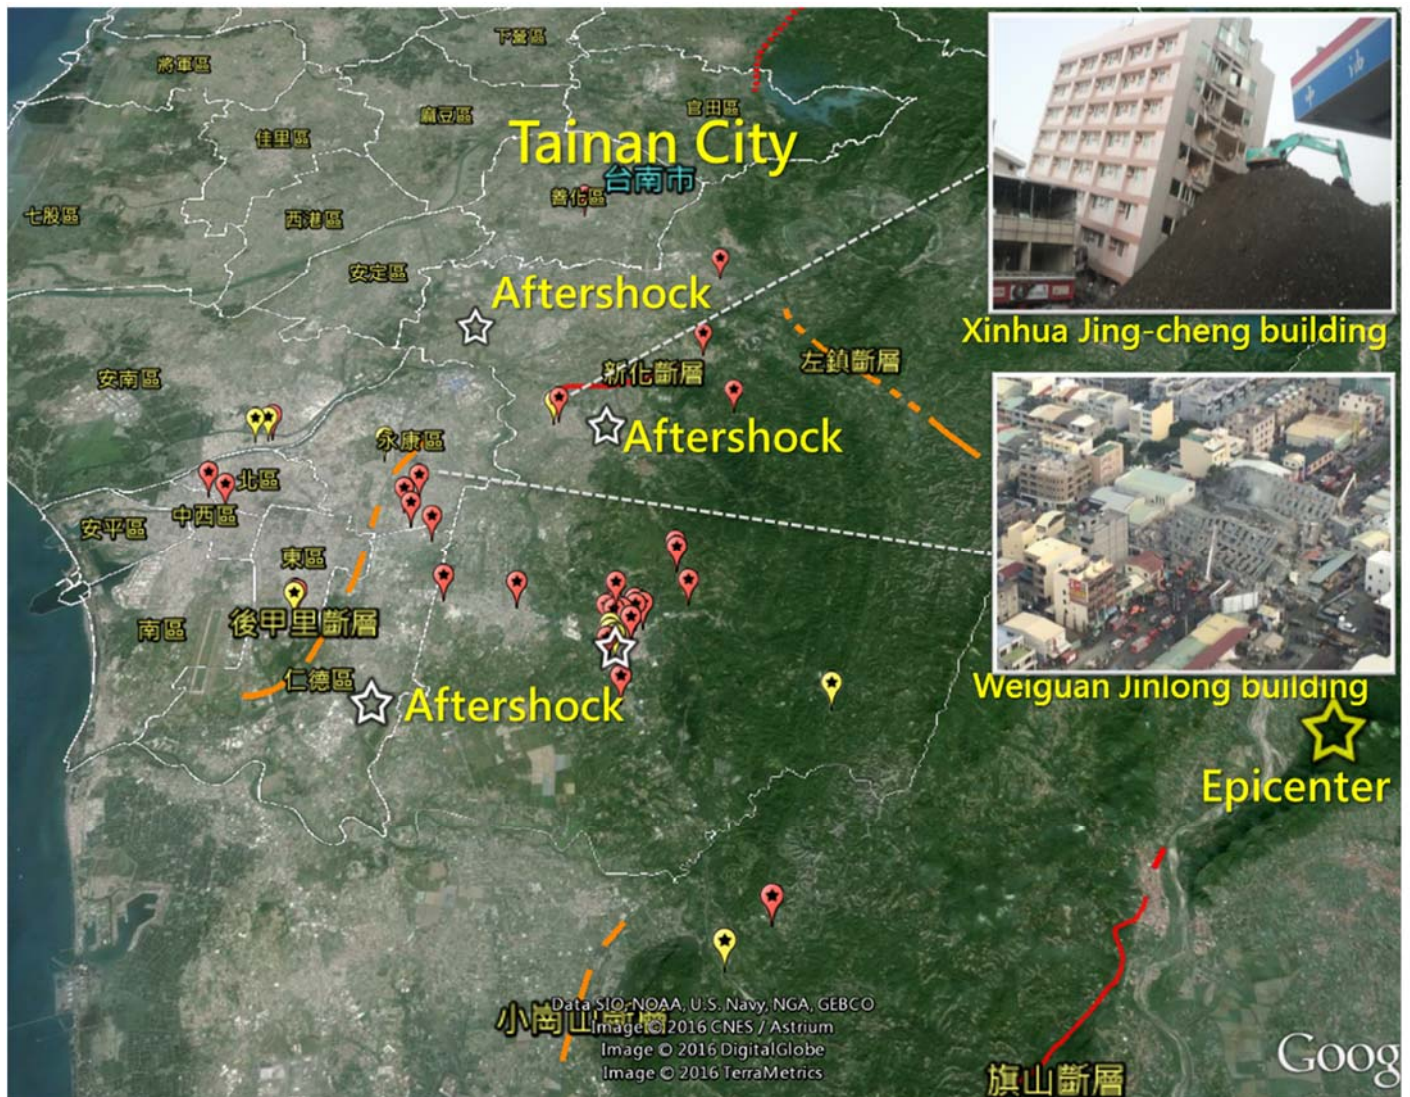 下營區
將軍區
麻豆區
官田區
佳里區
Tainan City
台南市
善化區
七股區
西港區
安定區
中油
Aftershock
Xinhua Jing-cheng building
新化斷層
左鎮斷層
安南區
Aftershock
永康區
北區
中西區
安平區
東區
南區
後甲里斷層
仁德區
Aftershock
Weiguan Jinlong building
Epicenter
Data SIO, NOAA, U.S. Navy, NGA, GEBCO
小崗山斷層
Image © 2016 CNES / Astrium
Image © 2016 DigitalGlobe
Image © 2016 TerraMetrics
Goog
旗山斷層